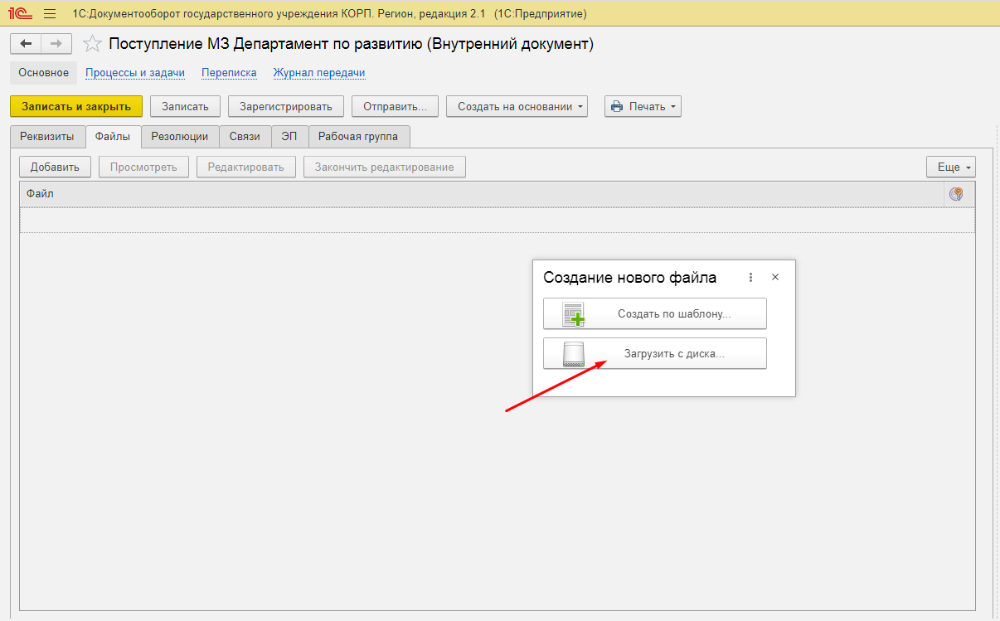 1С:Документооборот государственного учреждения КОРП. Регион, редакция 2.1 (1С:Предприятие)
Поступление МЗ Департамент по развитию (Внутренний документ)
Основное Процессы и задачи Переписка Журнал передачи
Записать и закрыть Записать Зарегистрировать Отправить... Создать на основании Печать
Реквизиты Файлы Резолюции Связи ЭП Рабочая группа
Добавить Просмотреть Редактировать Закончить редактирование Еще
Файл
Создание нового файла
Создать по шаблону...
Загрузить с диска...